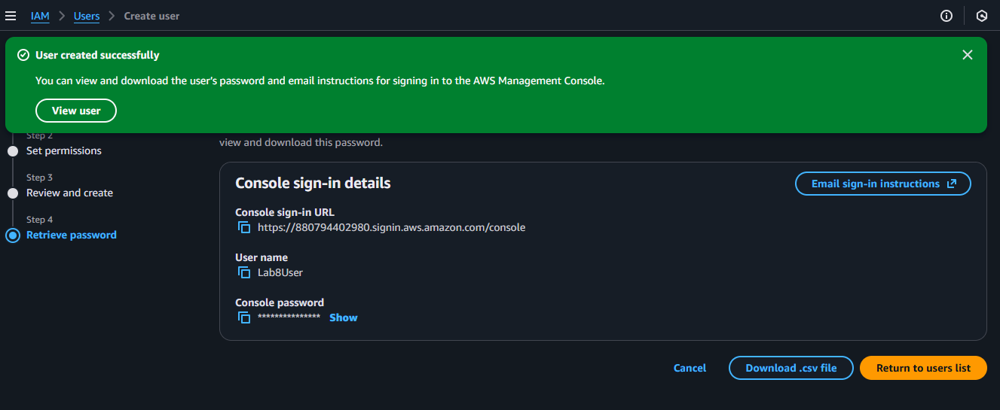 IAM > Users > Create user
User created successfully
You can view and download the user's password and email instructions for signing in to the AWS Management Console.
View user
Step 2
Set permissions
Step 3
Review and create
Step 4
Retrieve password
view and download this password.
Console sign-in details
Email sign-in instructions
Console sign-in URL
https://880794402980.signin.aws.amazon.com/console
User name
Lab8User
Console password
*************** Show
Cancel
Download .csv file
Return to users list